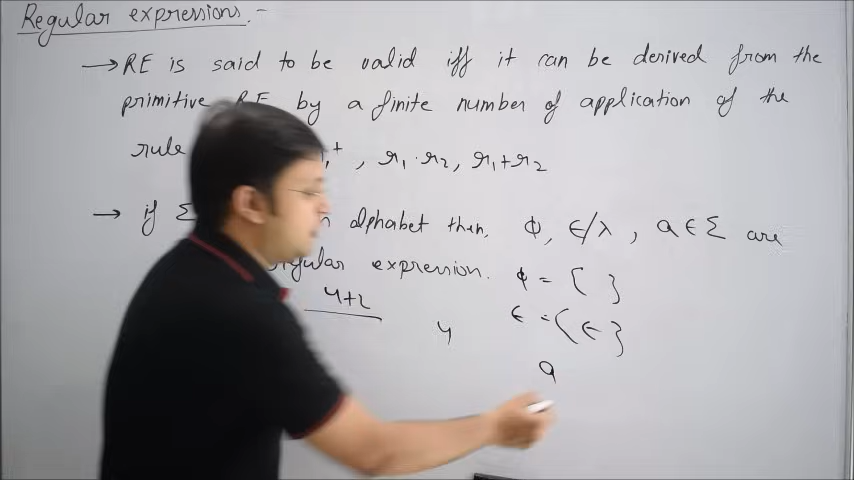 Regular expressions:-
→ RE is said to be valid iff it can be derived from the
primitive RE by a finite number of application of the
rule + , r₁·r₂, r₁+r₂
→ if Σ alphabet then, ϕ, ϵ/λ, a∈Σ are
regular expression. ϕ = { }
4+2
ϵ = {ϵ}
4
a